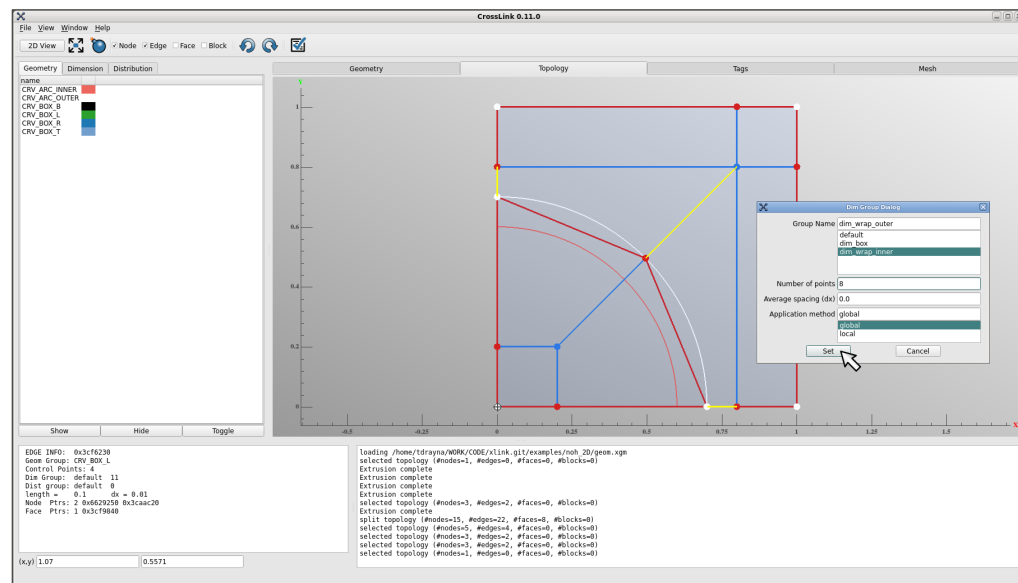 CrossLink 0.11.0
File View Window Help
2D View Node Edge Face Block
Geometry Dimension Distribution
Geometry Topology Tags Mesh
name
CRV_ARC_INNER
CRV_ARC_OUTER
CRV_BOX_B
CRV_BOX_L
CRV_BOX_R
CRV_BOX_T
Y
1
0.8
0.6
0.4
0.2
0
-0.5 -0.25 0 0.25 0.5 0.75 1 1.25 1.5
X
Dim Group Dialog
Group Name dim_wrap_outer
default
dim_box
dim_wrap_inner
Number of points 8
Average spacing (dx) 0.0
Application method global
global
local
Set Cancel
Show Hide Toggle
EDGE INFO: 0x3cf6230
Geom Group: CRV_BOX_L
Control Points: 4
Dim Group: default 11
Dist group: default 0
length = 0.1 dx = 0.01
Node Ptrs: 2 0x6629250 0x3caac20
Face Ptrs: 1 0x3cf9840
(x,y) 1.07 0.5571
loading /home/tdrayna/WORK/CODE/xlink.git/examples/noh_2D/geom.xgm
selected topology (#nodes=1, #edges=0, #faces=0, #blocks=0)
Extrusion complete
Extrusion complete
Extrusion complete
Extrusion complete
selected topology (#nodes=3, #edges=2, #faces=0, #blocks=0)
Extrusion complete
split topology (#nodes=15, #edges=22, #faces=8, #blocks=0)
selected topology (#nodes=5, #edges=4, #faces=0, #blocks=0)
selected topology (#nodes=3, #edges=2, #faces=0, #blocks=0)
selected topology (#nodes=3, #edges=2, #faces=0, #blocks=0)
selected topology (#nodes=1, #edges=0, #faces=0, #blocks=0)